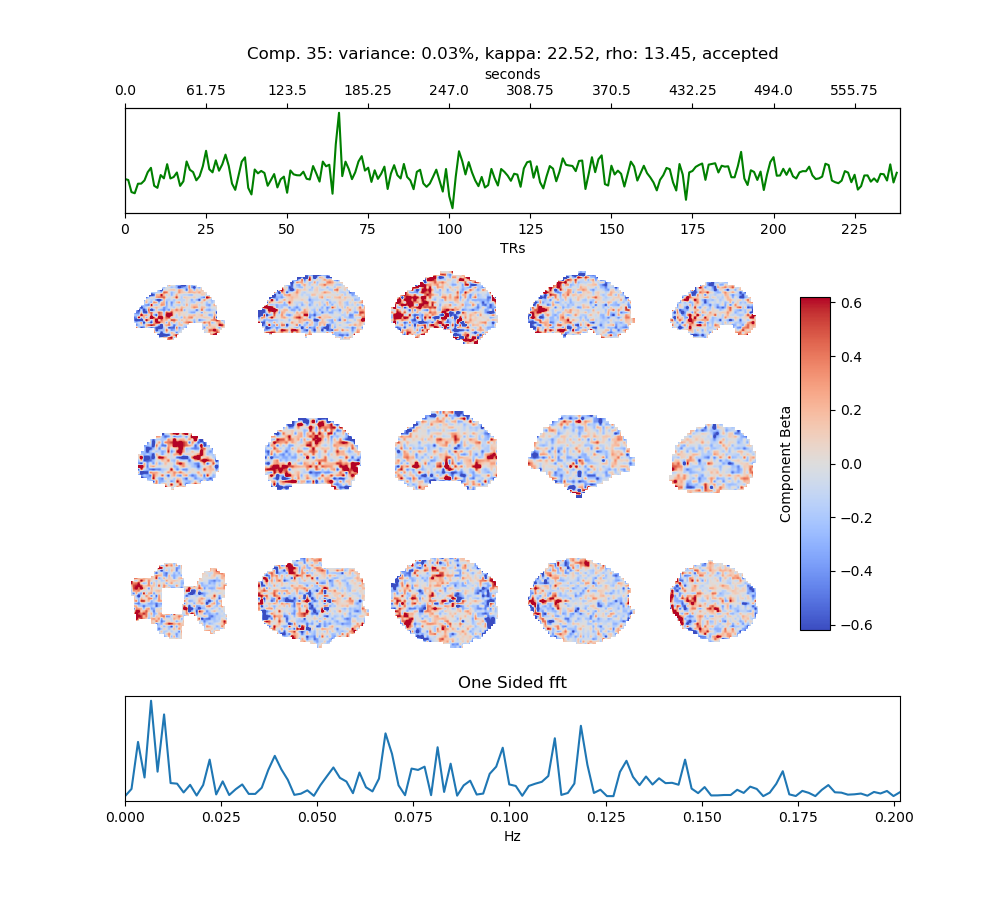 Comp. 35: variance: 0.03%, kappa: 22.52, rho: 13.45, accepted
seconds
0.0 61.75 123.5 185.25 247.0 308.75 370.5 432.25 494.0 555.75
0 25 50 75 100 125 150 175 200 225
TRs
0.6
0.4
0.2
0.0
−0.2
−0.4
−0.6
Component Beta
One Sided fft
0.000 0.025 0.050 0.075 0.100 0.125 0.150 0.175 0.200
Hz